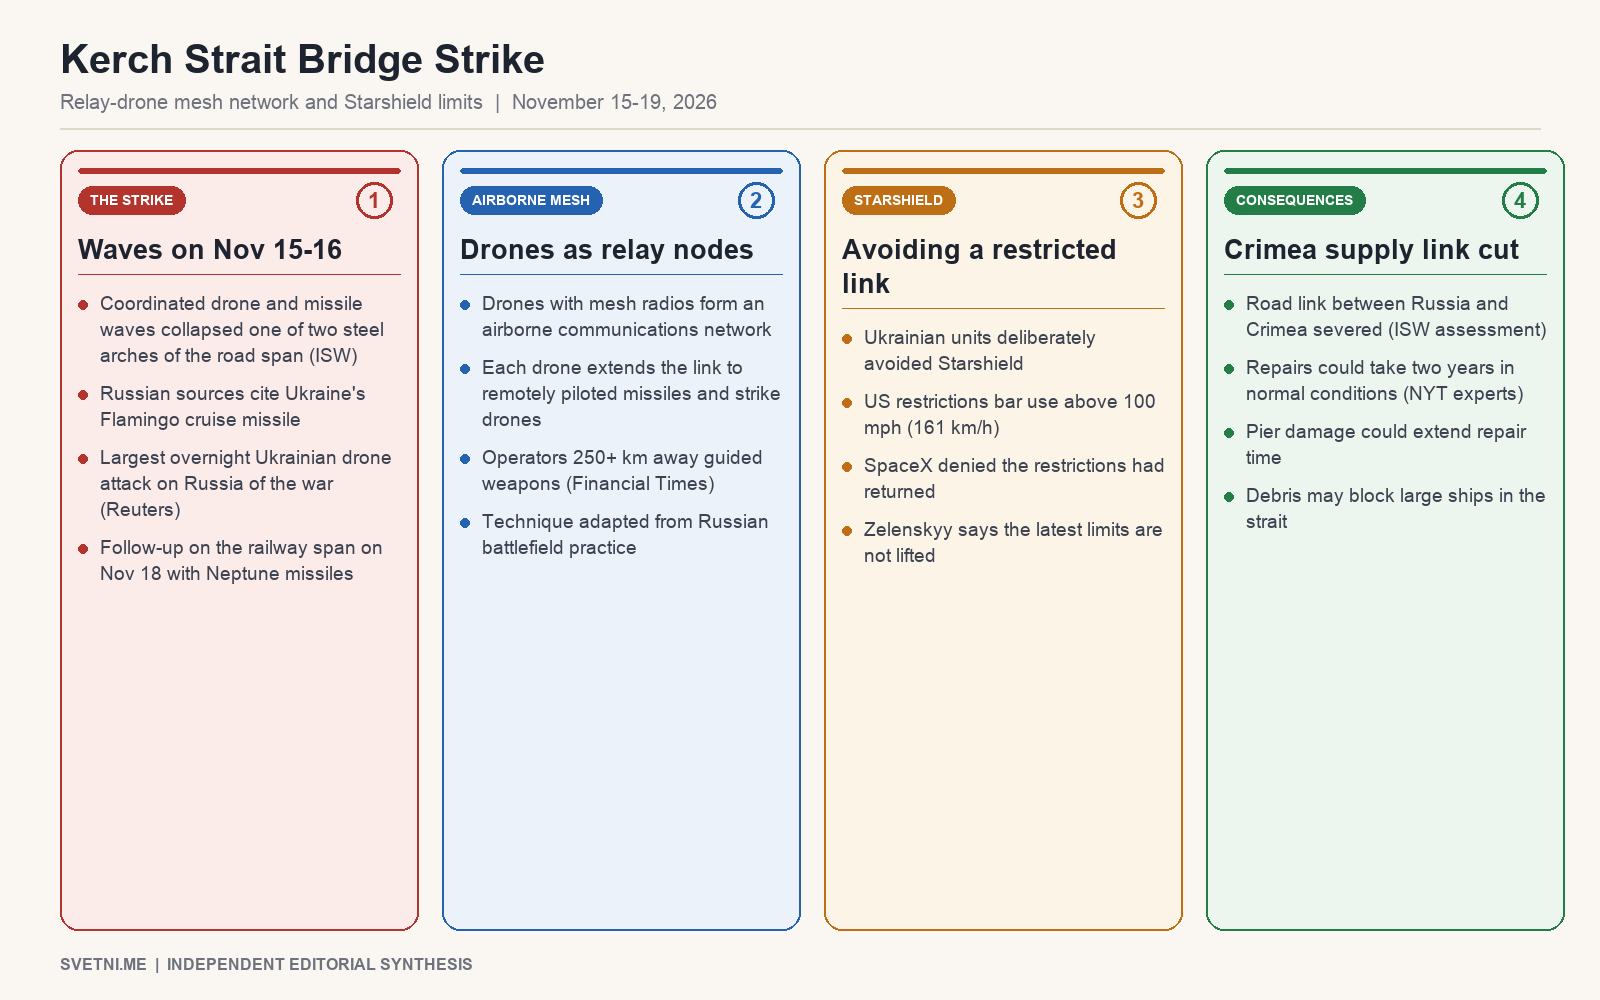 Kerch Strait Bridge Strike
Relay-drone mesh network and Starshield limits | November 15-19, 2026
THE STRIKE
1
Waves on Nov 15-16
Coordinated drone and missile
waves collapsed one of two steel
arches of the road span (ISW)
Russian sources cite Ukraine's
Flamingo cruise missile
Largest overnight Ukrainian drone
attack on Russia of the war
(Reuters)
Follow-up on the railway span on
Nov 18 with Neptune missiles
AIRBORNE MESH
2
Drones as relay nodes
Drones with mesh radios form an
airborne communications network
Each drone extends the link to
remotely piloted missiles and strike
drones
Operators 250+ km away guided
weapons (Financial Times)
Technique adapted from Russian
battlefield practice
STARSHIELD
3
Avoiding a restricted
link
Ukrainian units deliberately
avoided Starshield
US restrictions bar use above 100
mph (161 km/h)
SpaceX denied the restrictions had
returned
Zelenskyy says the latest limits are
not lifted
CONSEQUENCES
4
Crimea supply link cut
Road link between Russia and
Crimea severed (ISW assessment)
Repairs could take two years in
normal conditions (NYT experts)
Pier damage could extend repair
time
Debris may block large ships in the
strait
SVETNI.ME | INDEPENDENT EDITORIAL SYNTHESIS